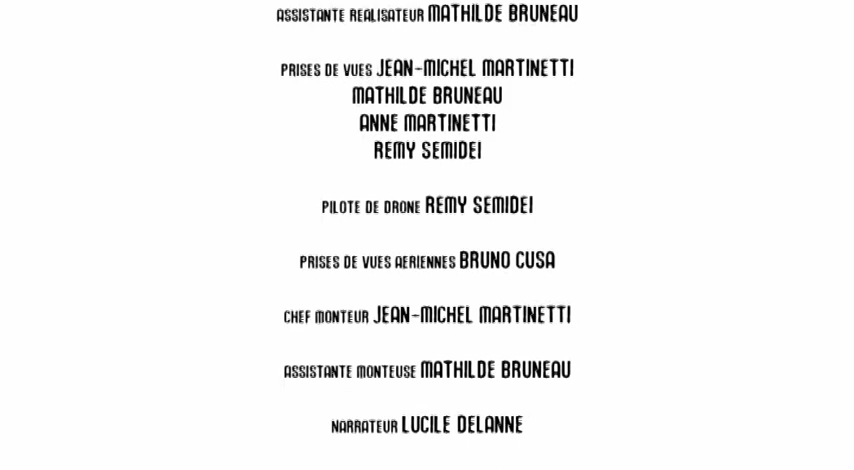 ASSISTANTE REALISATEUR MATHILDE BRUNEAU
PRISES DE VUES JEAN-MICHEL MARTINETTI
MATHILDE BRUNEAU
ANNE MARTINETTI
REMY SEMIDEI
PILOTE DE DRONE REMY SEMIDEI
PRISES DE VUES AERIENNES BRUNO CUSA
CHEF MONTEUR JEAN-MICHEL MARTINETTI
ASSISTANTE MONTEUSE MATHILDE BRUNEAU
NARRATEUR LUCILE DELANNE